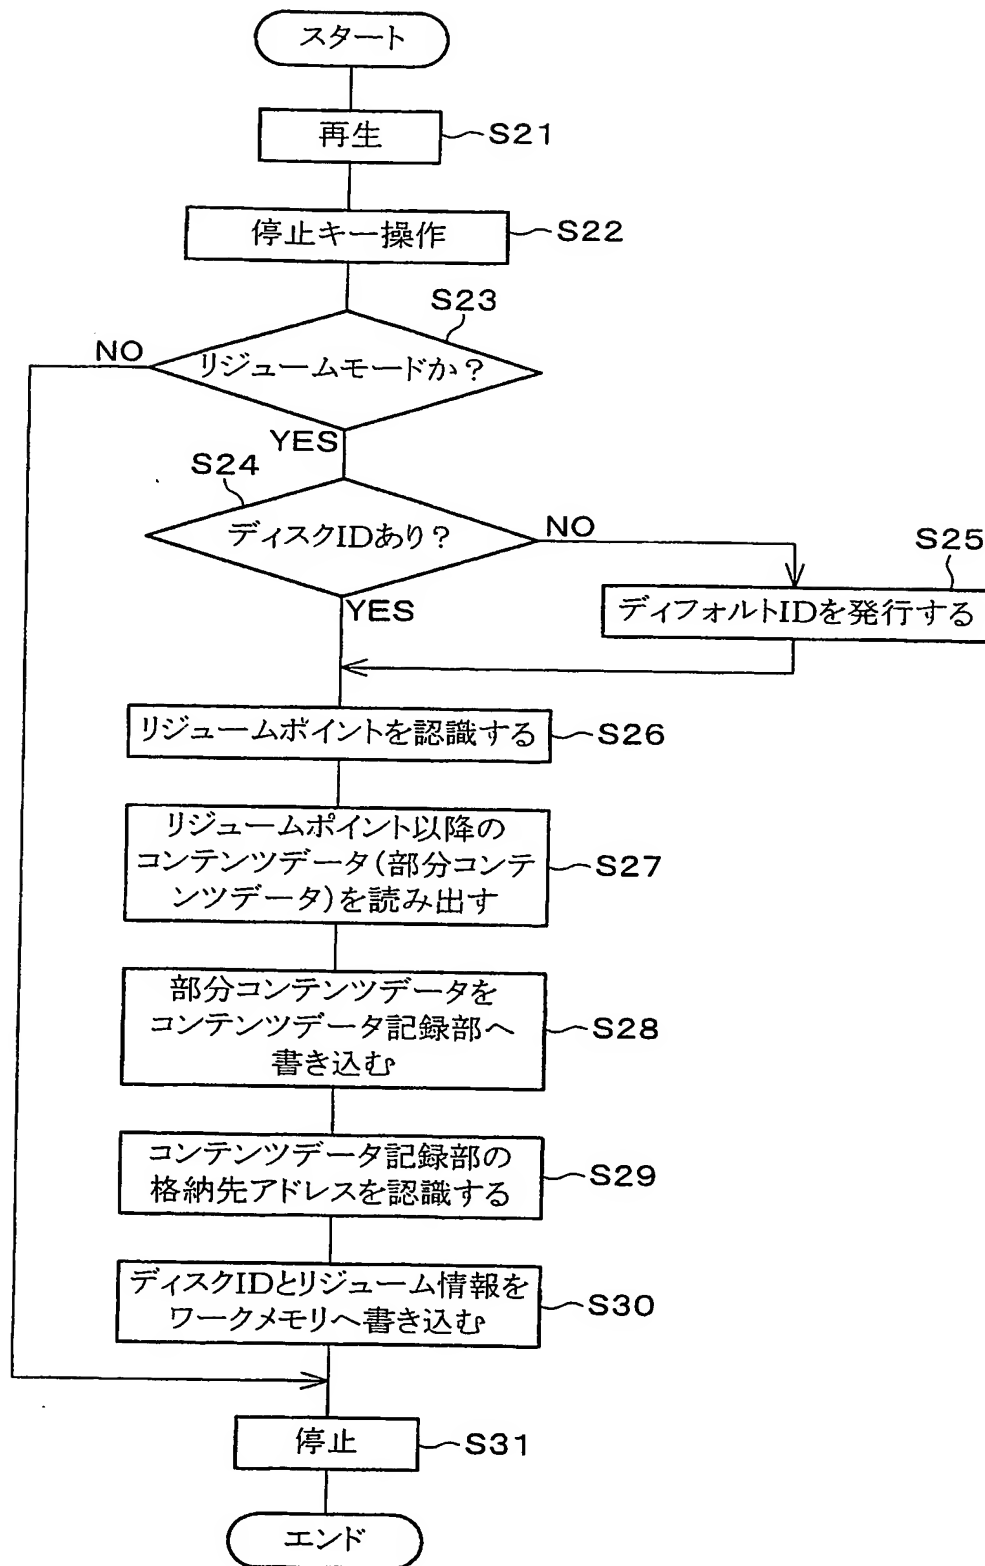 スタート
再生
S21
停止キー操作
S22
S23
リジュームモードか？
NO
YES
S24
ディスクIDあり？
NO
YES
S25
ディフォルトIDを発行する
リジュームポイントを認識する
S26
リジュームポイント以降の
コンテンツデータ(部分コンテ
ンツデータ)を読み出す
S27
部分コンテンツデータを
コンテンツデータ記録部へ
書き込む
S28
コンテンツデータ記録部の
格納先アドレスを認識する
S29
ディスクIDとリジューム情報を
ワークメモリへ書き込む
S30
停止
S31
エンド